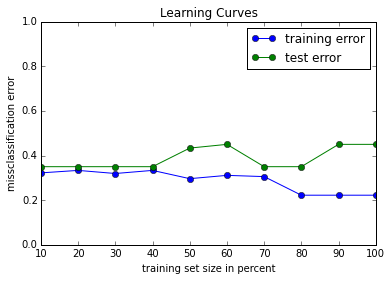 Learning Curves
1.0
0.8
0.6
0.4
0.2
0.0
missclassification error
training error
test error
10 20 30 40 50 60 70 80 90 100
training set size in percent